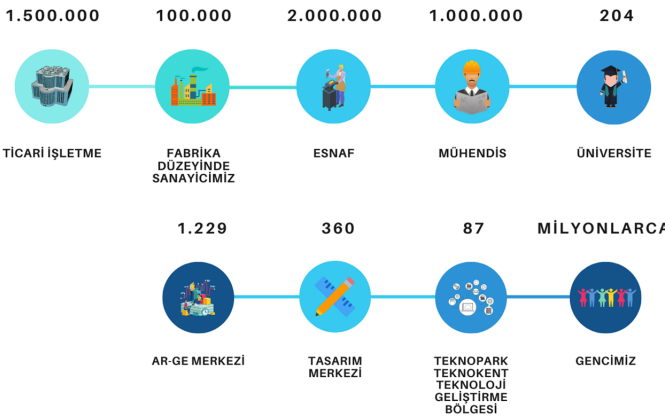 1.500.000 100.000 2.000.000 1.000.000 204
TİCARİ İŞLETME
FABRİKA
DÜZEYİNDE
SANAYİCİMİZ
ESNAF
MÜHENDİS
ÜNİVERSİTE
1.229 360 87 MİLYONLARCA
AR-GE MERKEZİ
TASARIM
MERKEZİ
TEKNOPARK
TEKNOKENT
TEKNOLOJİ
GELİŞTİRME
BÖLGESİ
GENCİMİZ